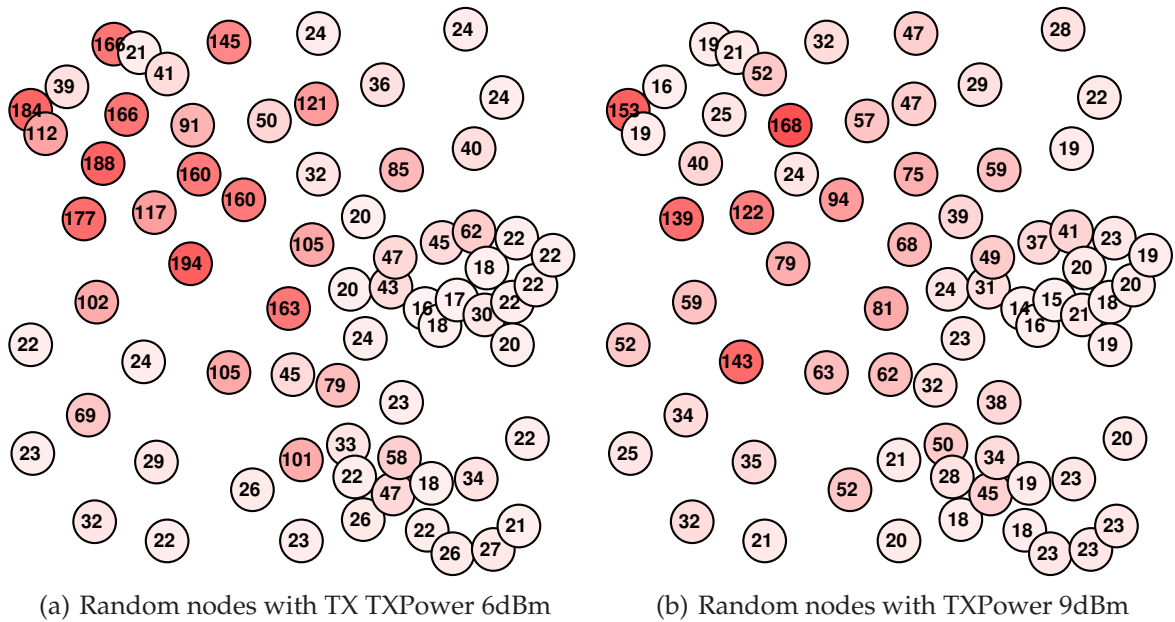 24 24
166 21 145
41
39 36
184 112 166 91 50 121 24
188 160 32 85 40
177 117 160 20
194 105 47 45 62 22 22
18
102 163 20 43 16 17 18 30 22 22
22 24 24 20
105 45 79
69 23
23 29 101 33 58 22
26 22 47 18 34
32 22 23 26 22 26 27 21
19 21 32 47 28
52
16 29
153 19 25 168 57 47 22
40 24 75 59 19
139 122 94 39
79 68 49 37 41 23 19
20
59 81 24 31 14 15 16 21 18 20
52 143 23 19
63 62 32
34 38
25 35 21 50 34 20
52 28 45 19 23
32 21 20 18 18 23 23 23
(a) Random nodes with TX TXPower 6dBm
(b) Random nodes with TXPower 9dBm